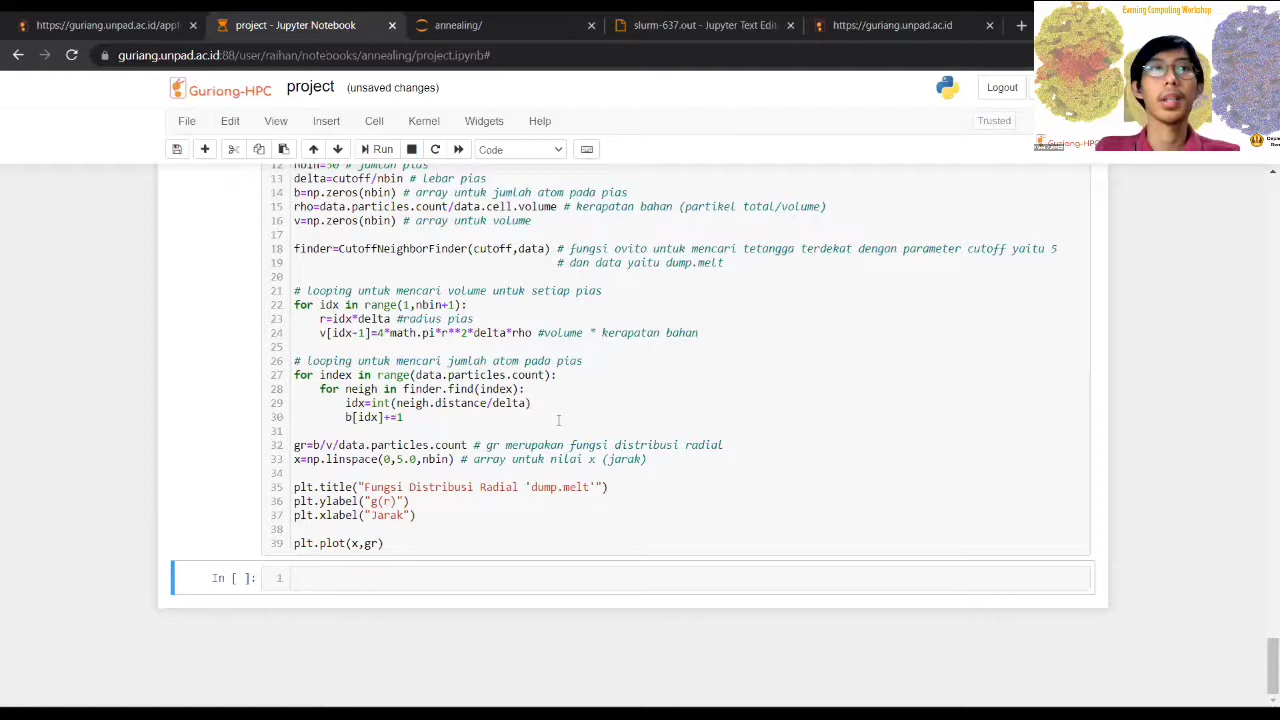 https://guriang.unpad.ac.id/appl
project - Jupyter Notebook
slurm-637.out - Jupyter Text Edit
https://guriang.unpad.ac.id
guriang.unpad.ac.id:88/user/raihan/noteboooks/annealing/project.ipynb#
Evening Computing Workshop
Guriang-HPC
project
(unsaved changes)
Logout
File Edit View Insert Cell Kernel Widgets Help
Trusted
Run
Code
Guriang-HPC
13 delta=cutoff/nbin # lebar pias
14 b=np.zeros(nbin) # array untuk jumlah atom pada pias
15 rho=data.particles.count/data.cell.volume # kerapatan bahan (partikel total/volume)
16 v=np.zeros(nbin) # array untuk volume
17
18 finder=CutoffNeighborFinder(cutoff,data) # fungsi ovito untuk mencari tetangga terdekat dengan parameter cutoff yaitu 5
19 # dan data yaitu dump.melt
20
21 # looping untuk mencari volume untuk setiap pias
22 for idx in range(1,nbin+1):
23 r=idx*delta #radius pias
24 v[idx-1]=4*math.pi*r**2*delta*rho #volume * kerapatan bahan
25
26 # looping untuk mencari jumlah atom pada pias
27 for index in range(data.particles.count):
28 for neigh in finder.find(index):
29 idx=int(neigh.distance/delta)
30 b[idx]+=1
31
32 gr=b/v/data.particles.count # gr merupakan fungsi distribusi radial
33 x=np.linspace(0,5.0,nbin) # array untuk nilai x (jarak)
34
35 plt.title("Fungsi Distribusi Radial 'dump.melt'")
36 plt.ylabel("g(r)")
37 plt.xlabel("Jarak")
38
39 plt.plot(x,gr)
In [ ]: 1